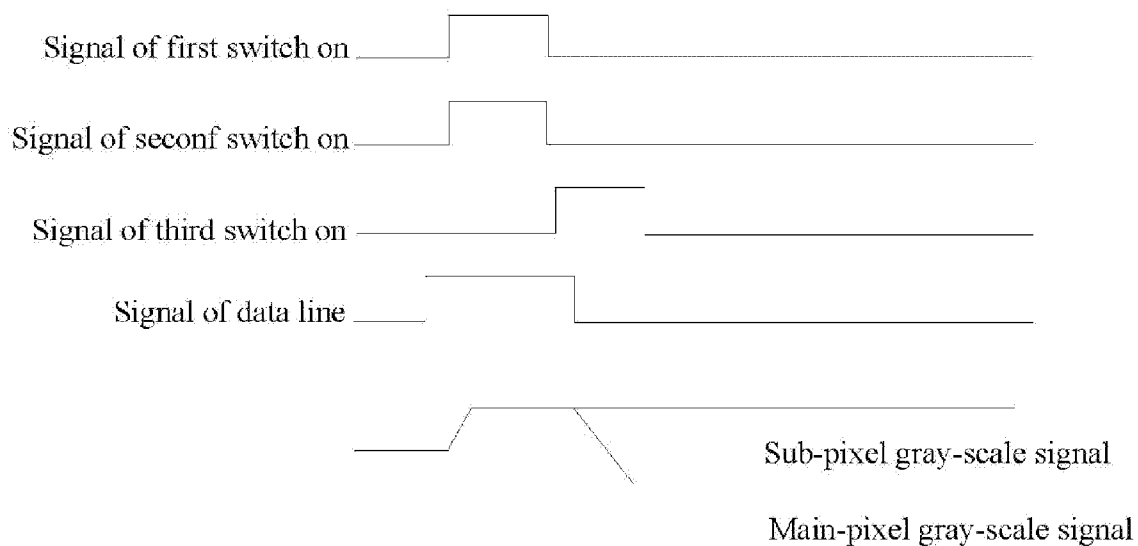 Signal of first switch on
Signal of seconf switch on
Signal of third switch on
Signal of data line
Sub-pixel gray-scale signal
Main-pixel gray-scale signal